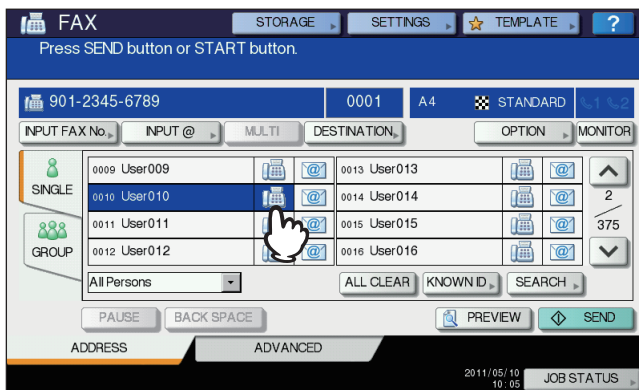 FAX STORAGE SETTINGS TEMPLATE ?
Press SEND button or START button.
901-2345-6789 0001 A4 STANDARD 1 2
INPUT FAX No. INPUT @ MULTI DESTINATION OPTION MONITOR
SINGLE
GROUP
0009 User009 @ 0013 User013 @
0010 User010 @ 0014 User014 @
0011 User011 @ 0015 User015 @
0012 User012 @ 0016 User016 @
2
375
All Persons ALL CLEAR KNOWN ID SEARCH
PAUSE BACK SPACE PREVIEW SEND
ADDRESS ADVANCED
2011/05/10
10:05 JOB STATUS